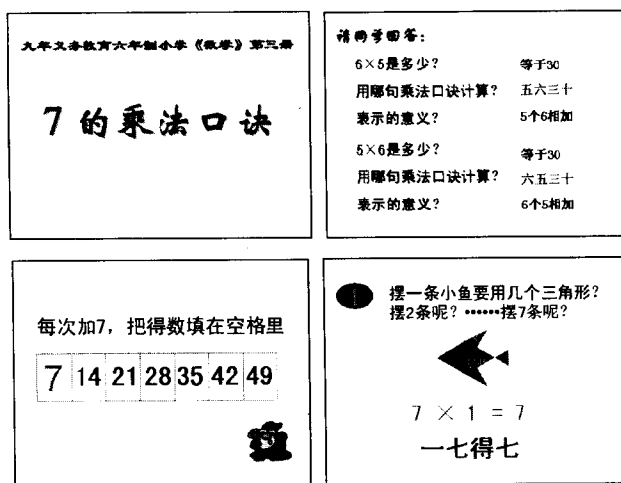 九年义务教育六年制小学《数学》第三册
7的乘法口诀
请同学回答:
6×5是多少? 等于30
用哪句乘法口诀计算? 五六三十
表示的意义? 5个6相加
5×6是多少? 等于30
用哪句乘法口诀计算? 六五三十
表示的意义? 6个5相加
每次加7,把得数填在空格里
7 14 21 28 35 42 49
摆一条小鱼要用几个三角形?
摆2条呢?······摆7条呢?
7 × 1 = 7
一七得七